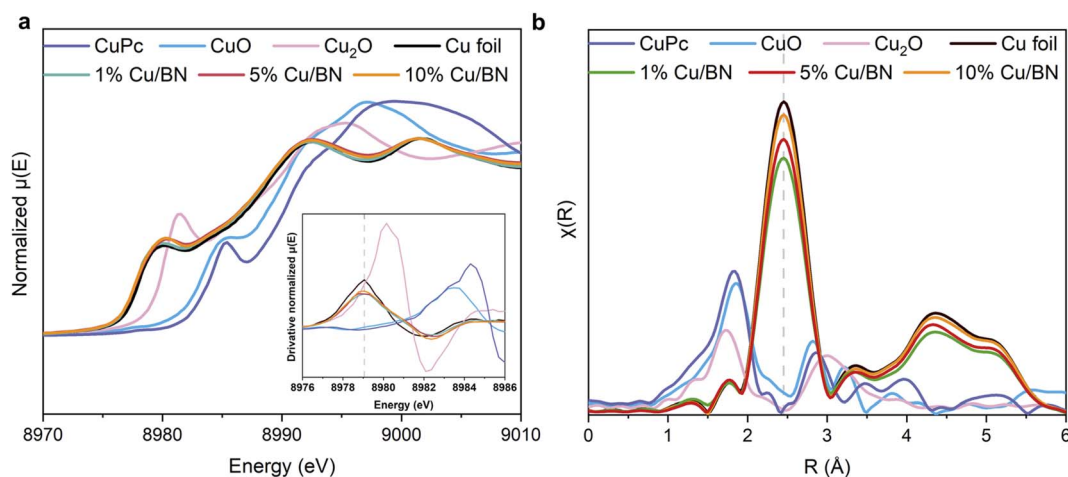 a
CuPc CuO Cu₂O Cu foil
1% Cu/BN 5% Cu/BN 10% Cu/BN
Normalized μ(E)
Drivative normalized μ(E)
8976 8978 8980 8982 8984 8986
Energy (eV)
8970 8980 8990 9000 9010
Energy (eV)
b
CuPc CuO Cu₂O Cu foil
1% Cu/BN 5% Cu/BN 10% Cu/BN
χ(R)
0 1 2 3 4 5 6
R (Å)